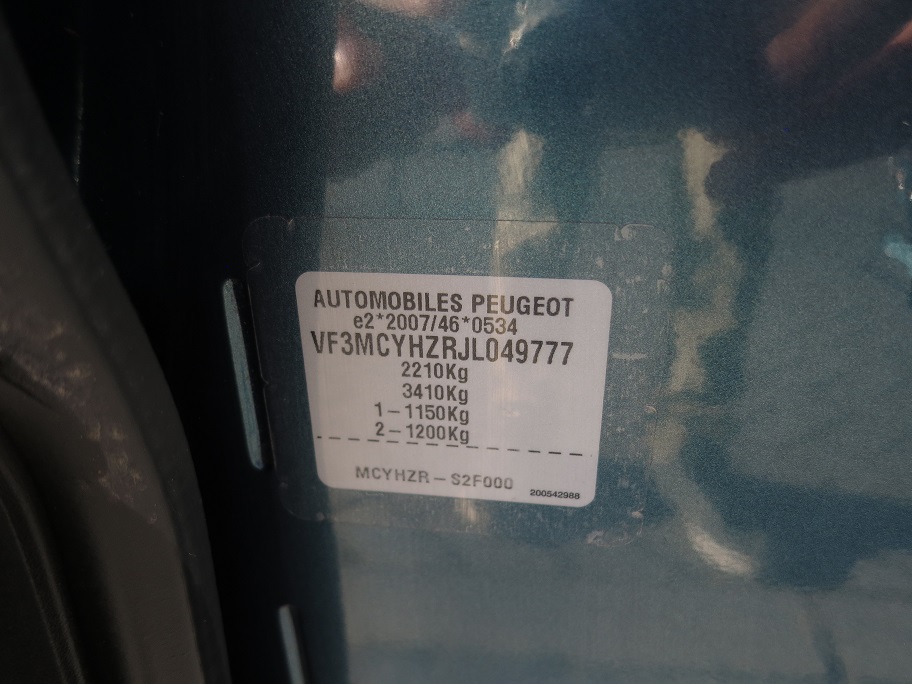 AUTOMOBILES PEUGEOT
e2*2007/46*0534
VF3MCYHZRJL049777
2210Kg
3410Kg
1-1150Kg
2-1200Kg
MCYHZR-S2F000
200542988